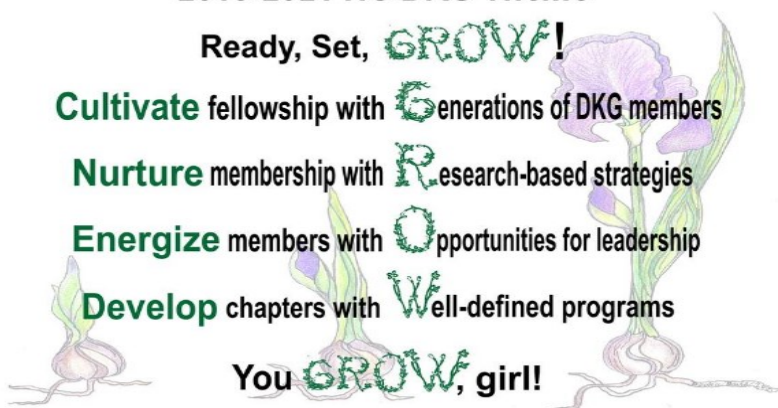 Ready, Set, GROW!
Cultivate fellowship with Generations of DKG members
Nurture membership with Research-based strategies
Energize members with Opportunities for leadership
Develop chapters with Well-defined programs
You GROW, girl!